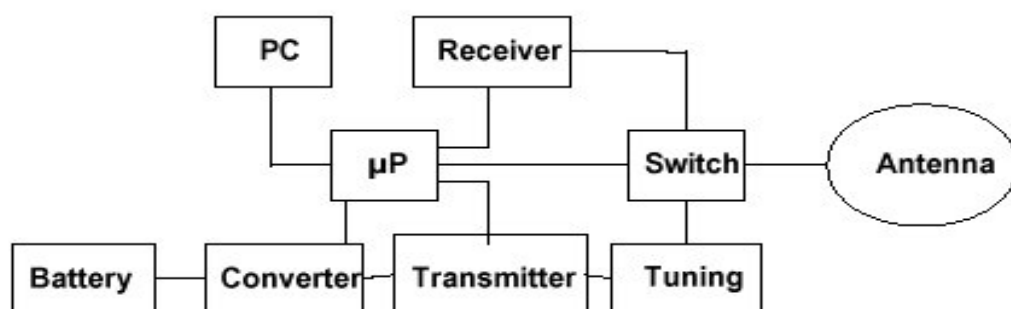 PC
Receiver
µP
Switch
Antenna
Battery
Converter
Transmitter
Tuning